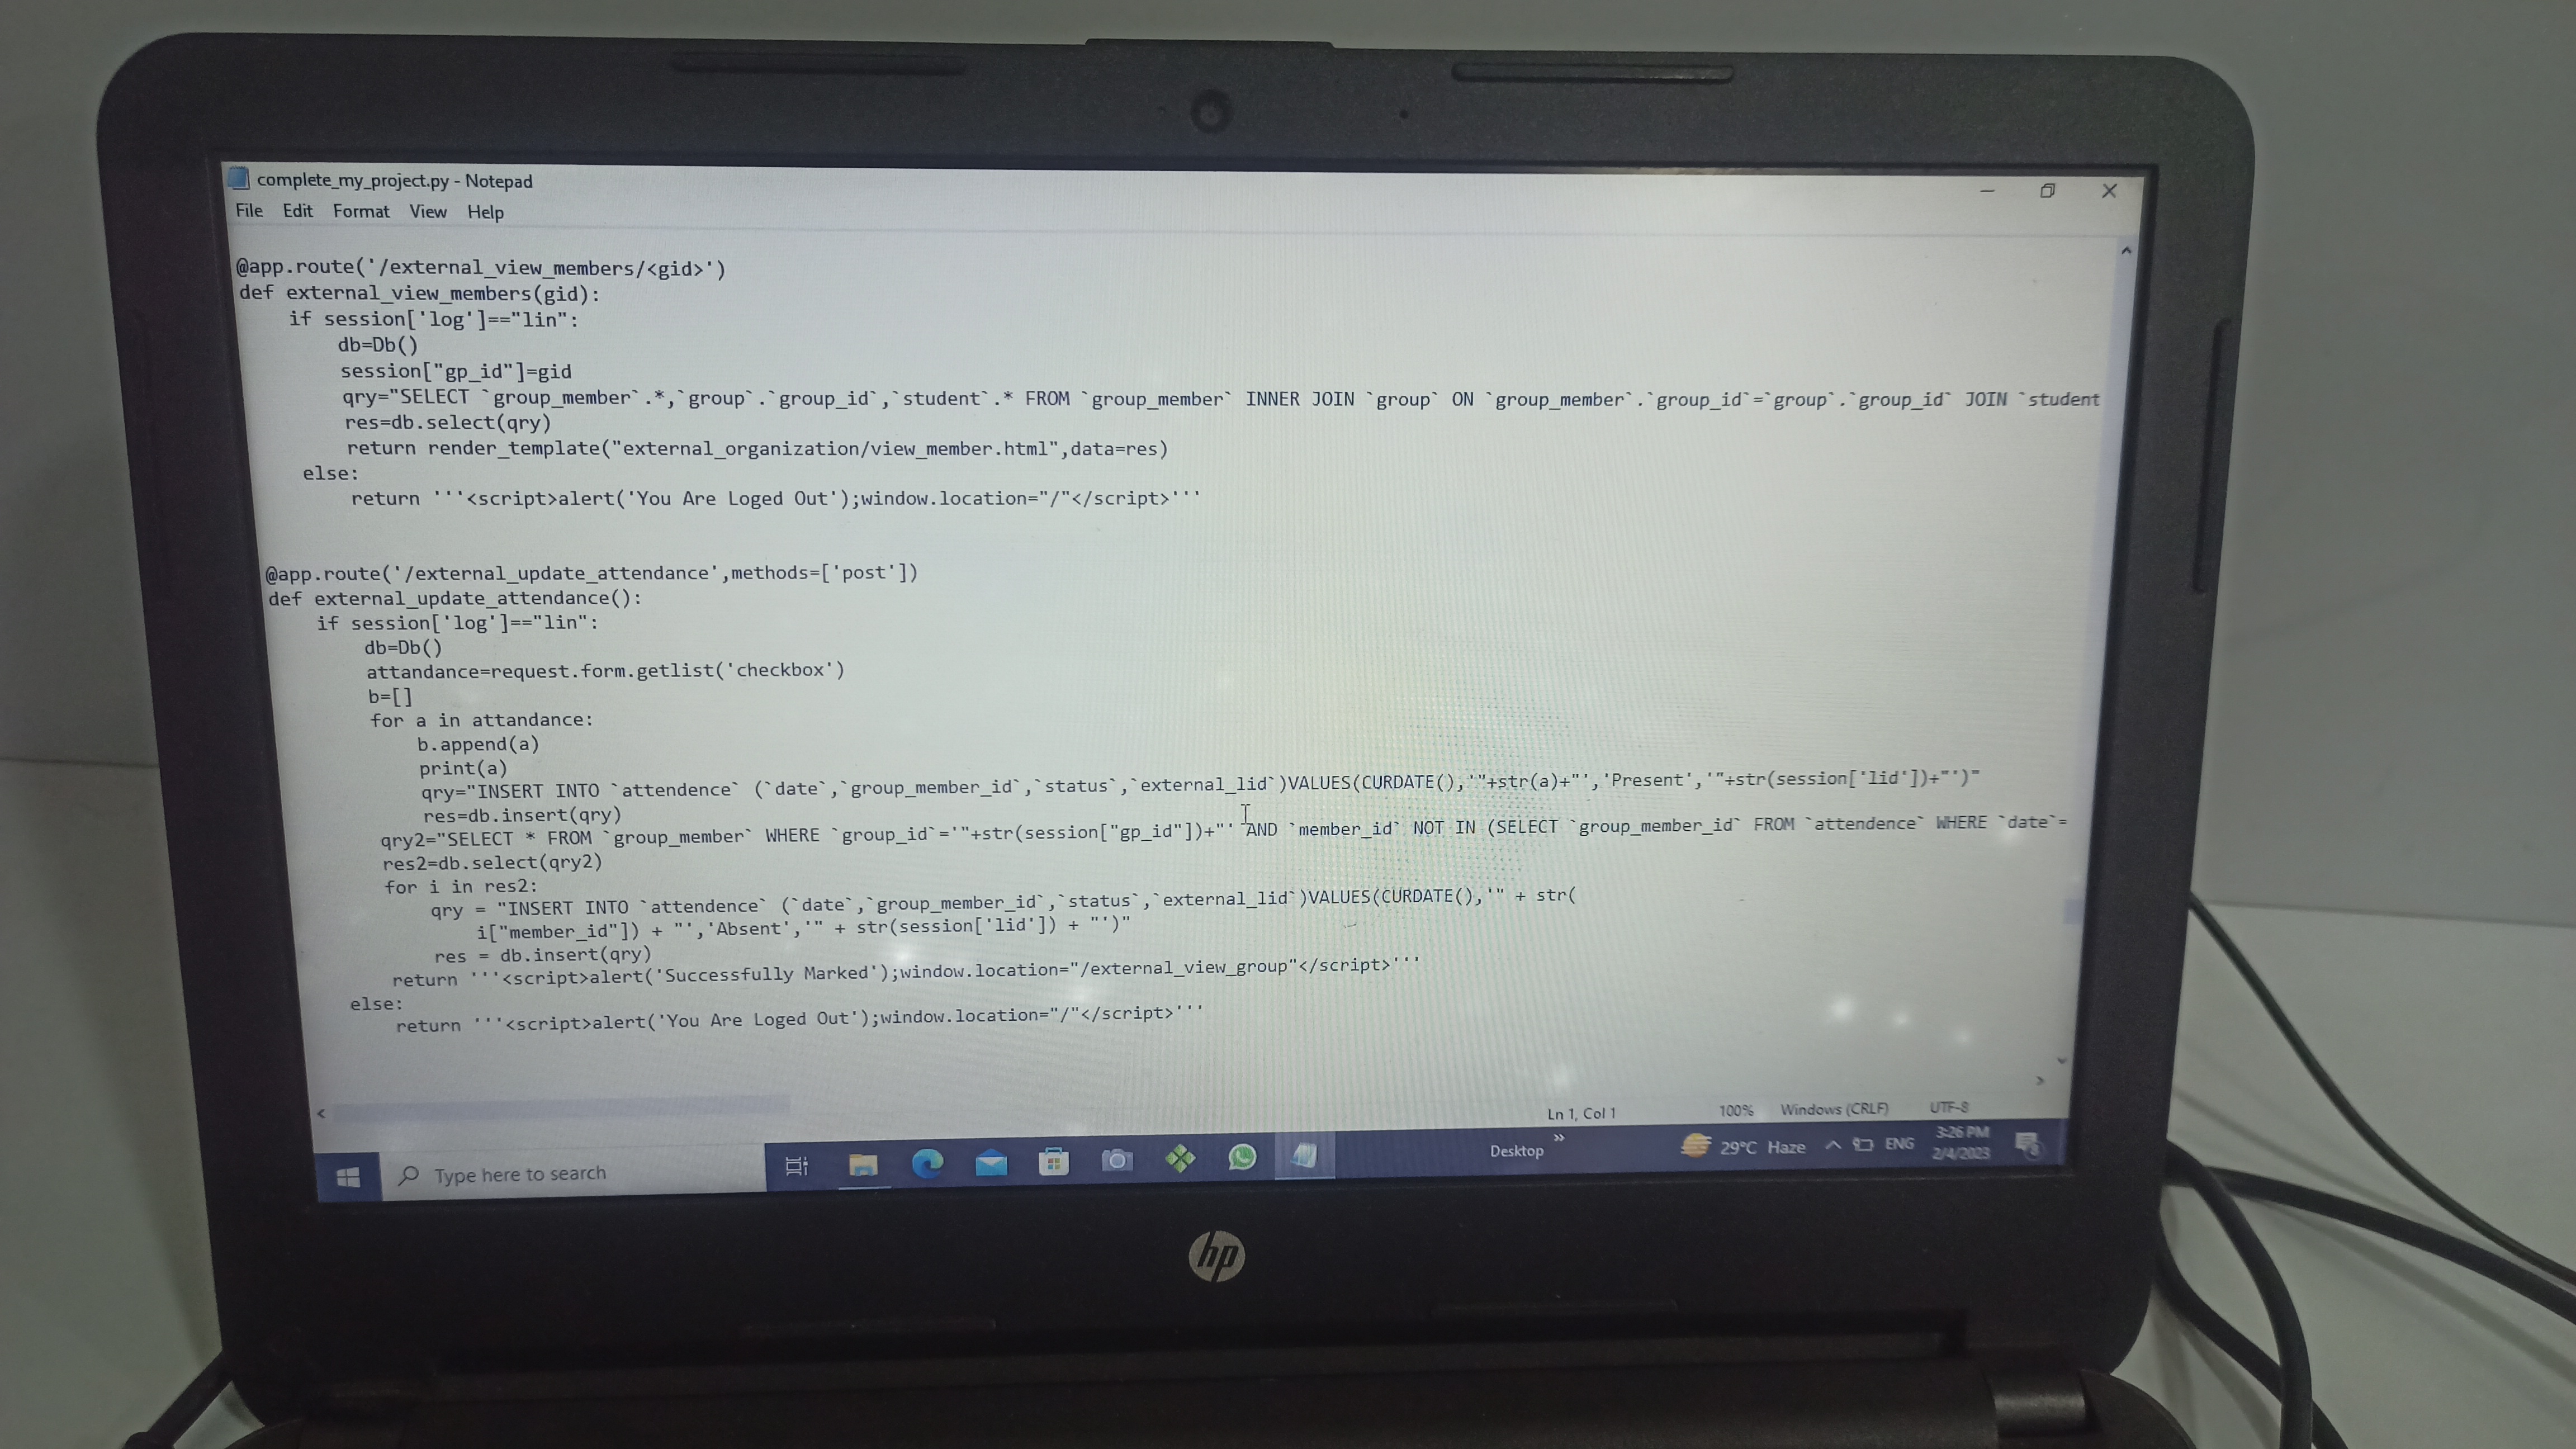 complete_my_project.py - Notepad
File Edit Format View Help
@app.route('/external_view_members/<gid>')
def external_view_members(gid):
    if session['log']=="lin":
        db=Db()
        session["gp_id"]=gid
        qry="SELECT `group_member`.*,`group`.`group_id`,`student`.* FROM `group_member` INNER JOIN `group` ON `group_member`.`group_id`=`group`.`group_id` JOIN `student
        res=db.select(qry)
        return render_template("external_organization/view_member.html",data=res)
    else:
        return '''<script>alert('You Are Loged Out');window.location="/"</script>'''
@app.route('/external_update_attendance',methods=['post'])
def external_update_attendance():
    if session['log']=="lin":
        db=Db()
        attandance=request.form.getlist('checkbox')
        b=[]
        for a in attandance:
            b.append(a)
            print(a)
            qry="INSERT INTO `attendence` (`date`,`group_member_id`,`status`,`external_lid`)VALUES(CURDATE(),'"+str(a)+"','Present','"+str(session['lid'])+"')"
            res=db.insert(qry)
        qry2="SELECT * FROM `group_member` WHERE `group_id`='"+str(session["gp_id"])+"' AND `member_id` NOT IN (SELECT `group_member_id` FROM `attendence` WHERE `date`=
        res2=db.select(qry2)
        for i in res2:
            qry = "INSERT INTO `attendence` (`date`,`group_member_id`,`status`,`external_lid`)VALUES(CURDATE(),'" + str(
                i["member_id"]) + "','Absent','" + str(session['lid']) + "')"
            res = db.insert(qry)
        return '''<script>alert('Successfully Marked');window.location="/external_view_group"</script>'''
    else:
        return '''<script>alert('You Are Loged Out');window.location="/"</script>'''
Ln 1, Col 1 100% Windows (CRLF) UTF-8
Type here to search Desktop 29°C Haze ENG 3:26 PM
2/4/2023
hp